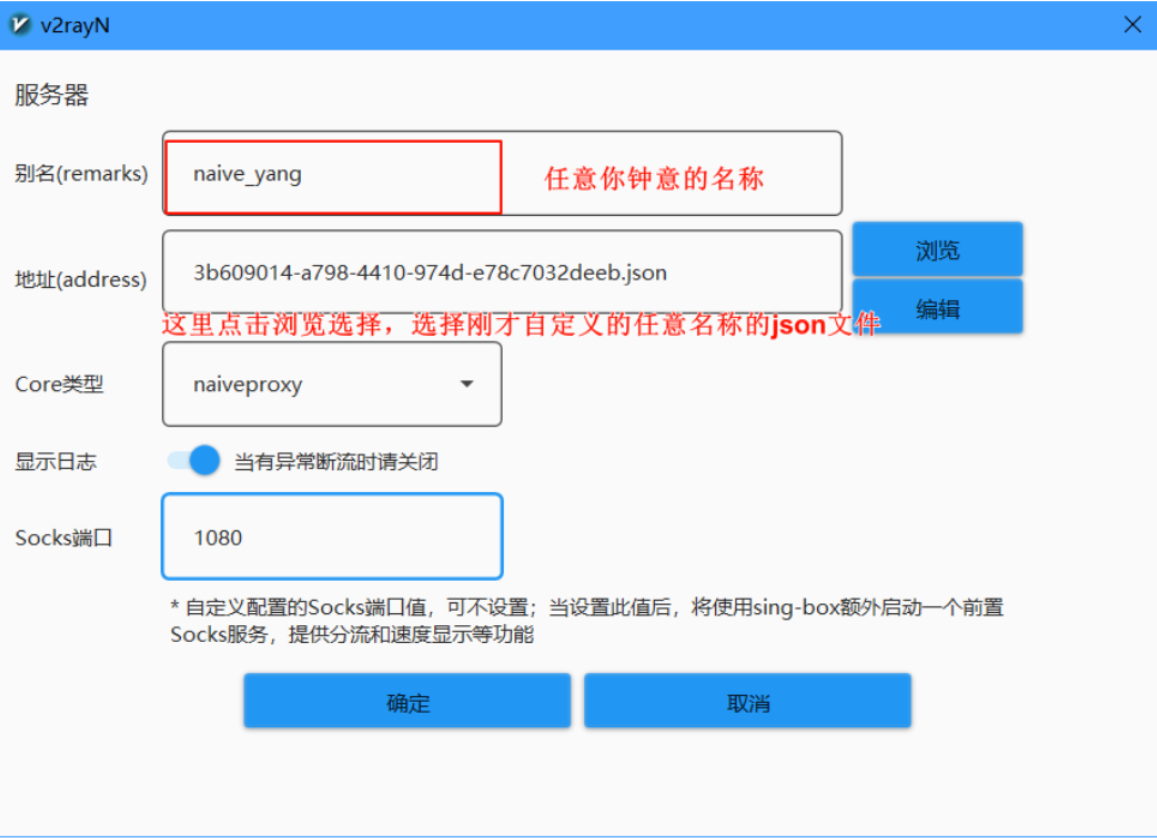 v2rayN
服务器
别名(remarks)
naive_yang
任意你钟意的名称
地址(address)
3b609014-a798-4410-974d-e78c7032deeb.json
浏览
编辑
这里点击浏览选择，选择刚才自定义的任意名称的json文件
Core类型
naiveproxy
显示日志
当有异常断流时请关闭
Socks端口
1080
* 自定义配置的Socks端口值，可不设置；当设置此值后，将使用sing-box额外启动一个前置
Socks服务，提供分流和速度显示等功能
确定
取消